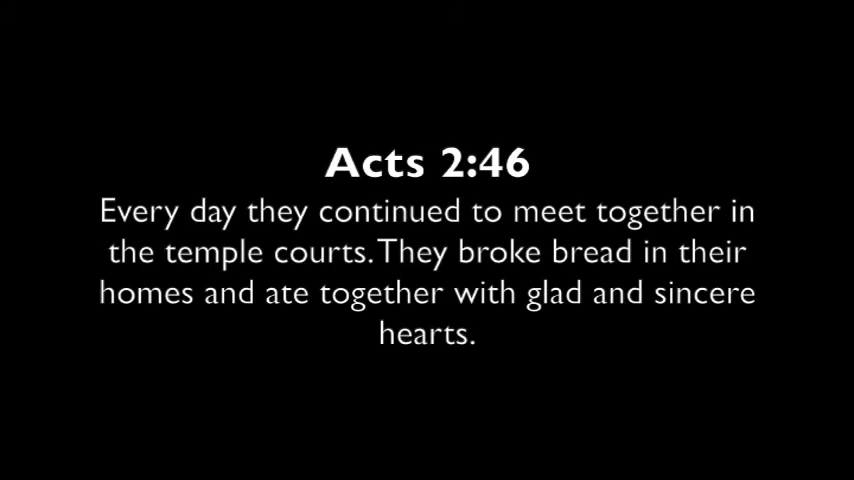 Acts 2:46
Every day they continued to meet together in
the temple courts. They broke bread in their
homes and ate together with glad and sincere
hearts.